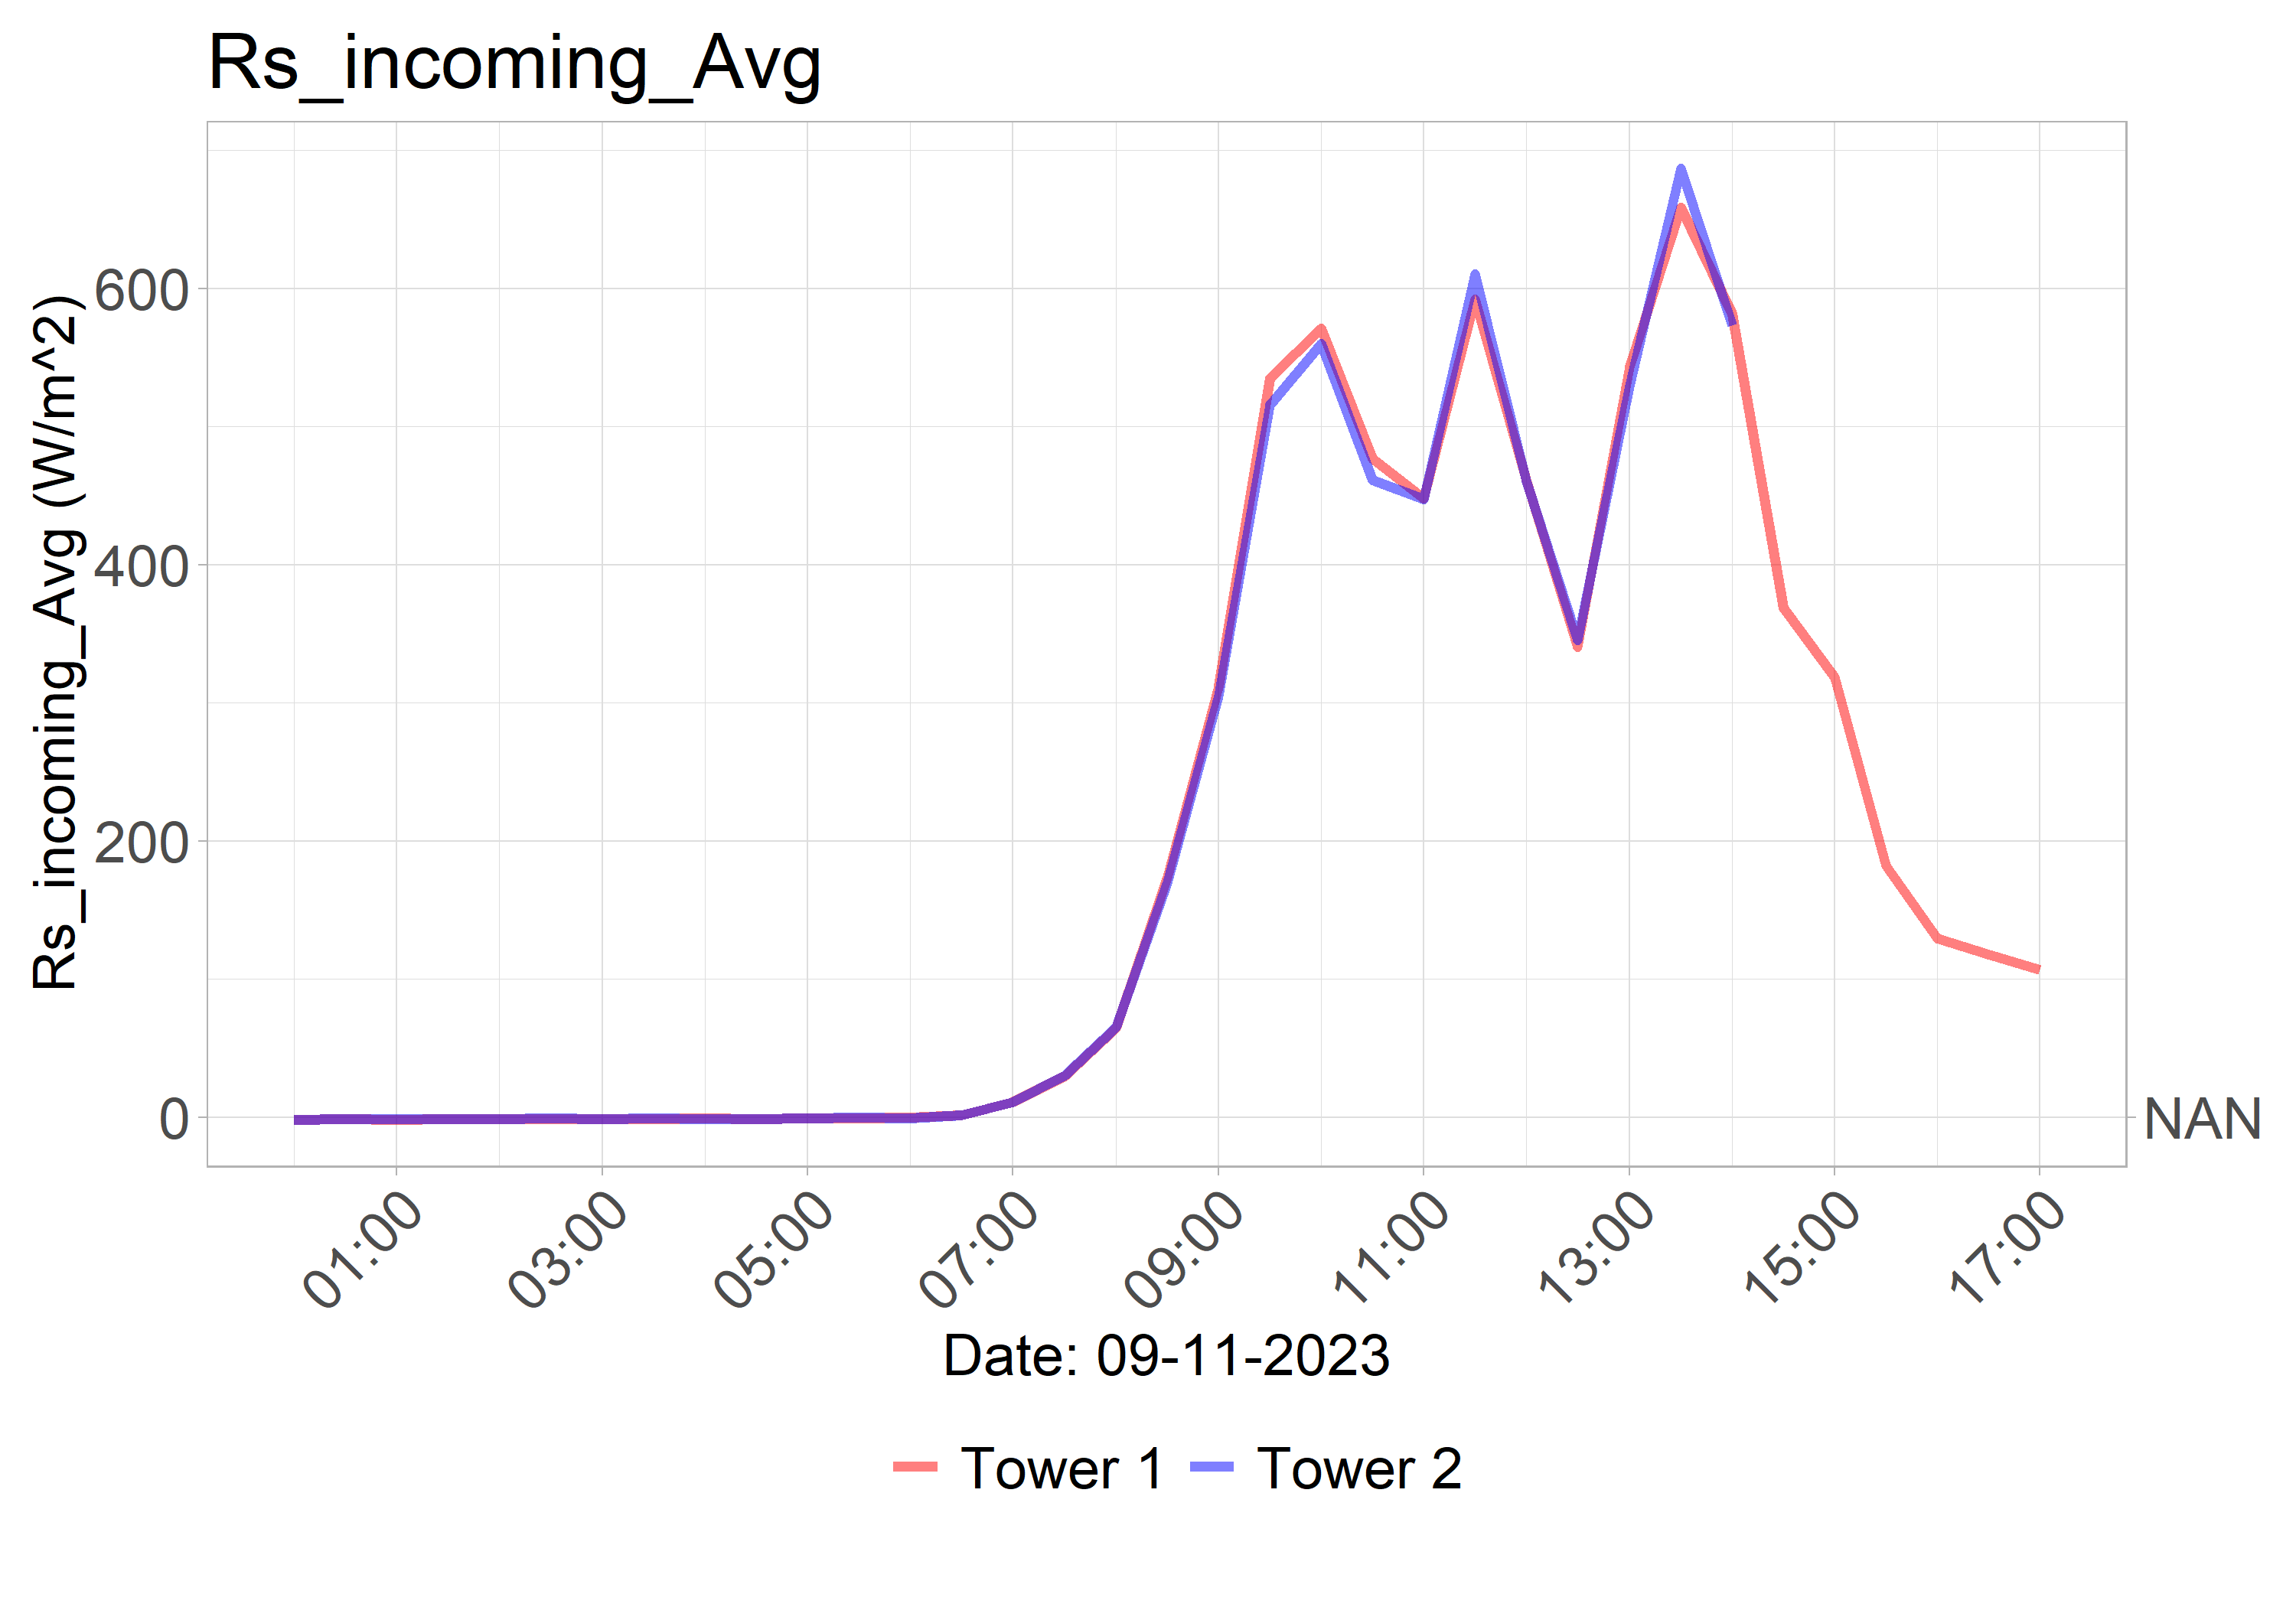 Rs_incoming_Avg
Rs_incoming_Avg (W/m^2)
600
400
200
0
NAN
01:00
03:00
05:00
07:00
09:00
11:00
13:00
15:00
17:00
Date: 09-11-2023
Tower 1
Tower 2